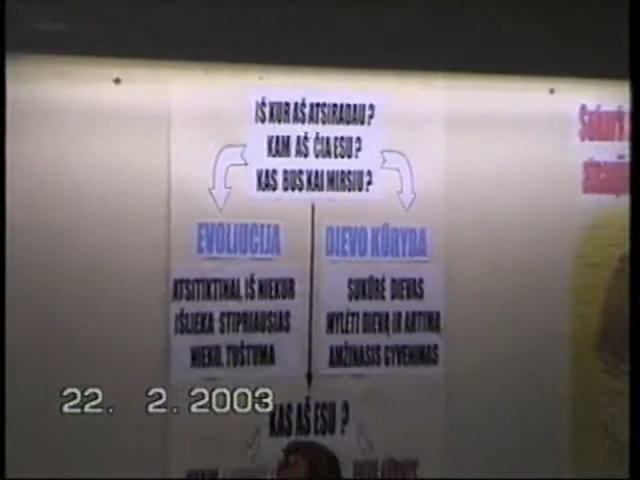 IŠ KUR AŠ ATSIRADAU?
KAM AŠ ČIA ESU?
KAS BUS KAI MIRSIU?
EVOLIUCIJA
DIEVO KŪRYBA
ATSITIKTINAI, IŠ NIEKUR
IŠLIEKA STIPRIAUSIAS
NIEKO, TUŠTUMA
SUKŪRĖ DIEVAS
MYLĖTI DIEVĄ IR ARTIMĄ
AMŽINASIS GYVENIMAS
KAS AŠ ESU?
22. 2.2003